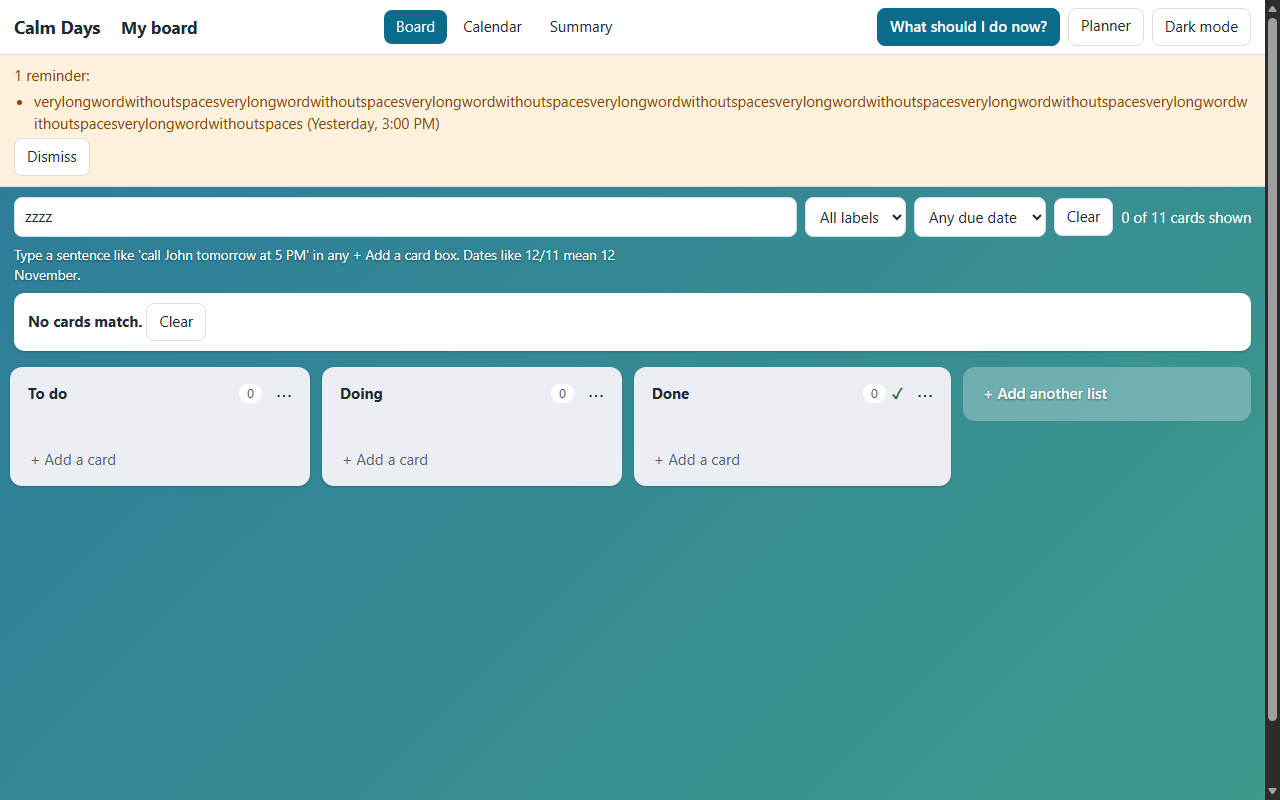 Calm Days My board Board Calendar Summary What should I do now? Planner Dark mode
1 reminder:
• verylongwordwithoutspacesverylongwordwithoutspacesverylongwordwithoutspacesverylongwordwithoutspacesverylongwordwithoutspacesverylongwordwithoutspacesverylongwordw
ithoutspacesverylongwordwithoutspaces (Yesterday, 3:00 PM)
Dismiss
zzzz All labels Any due date Clear 0 of 11 cards shown
Type a sentence like 'call John tomorrow at 5 PM' in any + Add a card box. Dates like 12/11 mean 12
November.
No cards match. Clear
To do 0 ... Doing 0 ... Done 0 ✓ ... + Add another list
+ Add a card + Add a card + Add a card